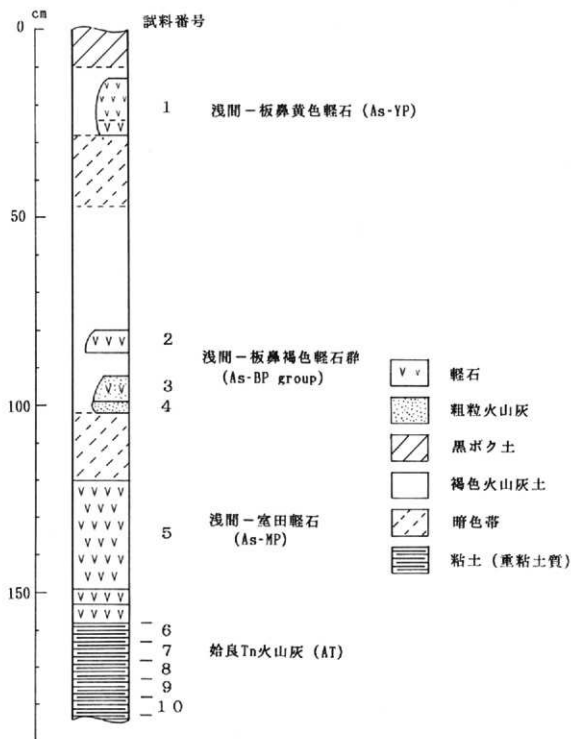 cm
試料番号
0
1 浅間－板鼻黄色軽石 (As-YP)
50
2
浅間－板鼻褐色軽石群
(As-BP group)
3
4
100
浅間－室田軽石
(As-MP)
5
150
6
7 姶良Tn火山灰 (AT)
8
9
10
軽石
粗粒火山灰
黒ボク土
褐色火山灰土
暗色帯
粘土 (重粘土質)